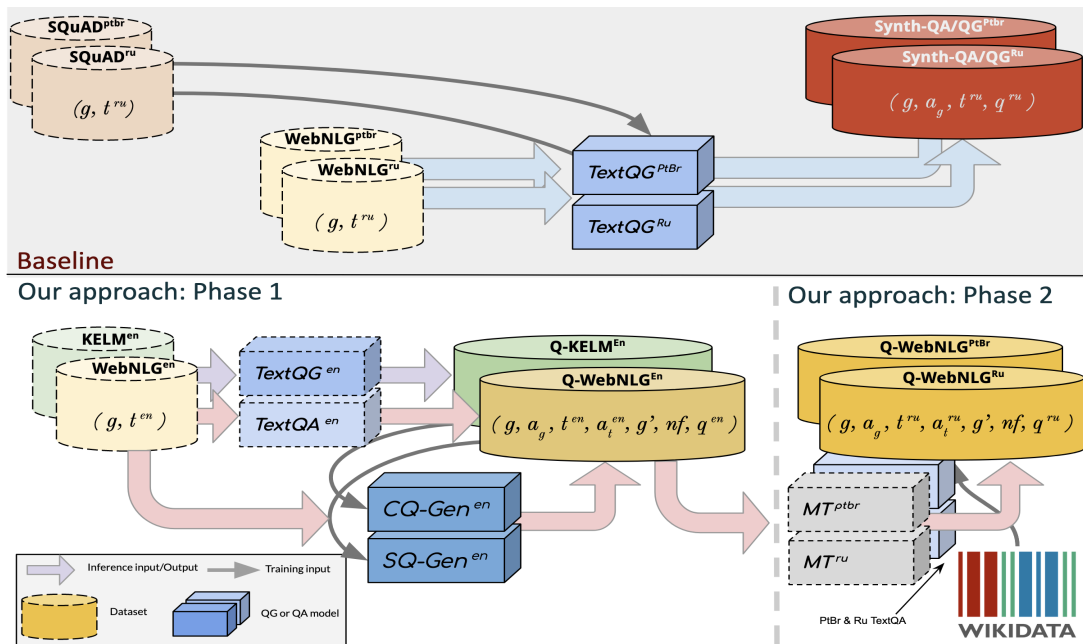 SQuAD^ptbr
SQuAD^ru
(g, t^ru)
WebNLG^ptbr
WebNLG^ru
( g, t^ru )
TextQG^PtBr
TextQG^Ru
Synth-QA/QG^Ptbr
Synth-QA/QG^Ru
( g, a_g , t^ru, q^ru )
Baseline
Our approach: Phase 1
KELM^en
WebNLG^en
( g, t^en )
TextQG^en
TextQA^en
Q-KELM^En
Q-WebNLG^En
( g, a_g , t^en, a_t^en, g', nf, q^en )
CQ-Gen^en
SQ-Gen^en
Inference input/Output
Training input
Dataset
QG or QA model
Our approach: Phase 2
Q-WebNLG^PtBr
Q-WebNLG^Ru
( g, a_g , t^ru, a_t^ru, g', nf, q^ru )
MT^ptbr
MT^ru
PtBr & Ru TextQA
WIKIDATA